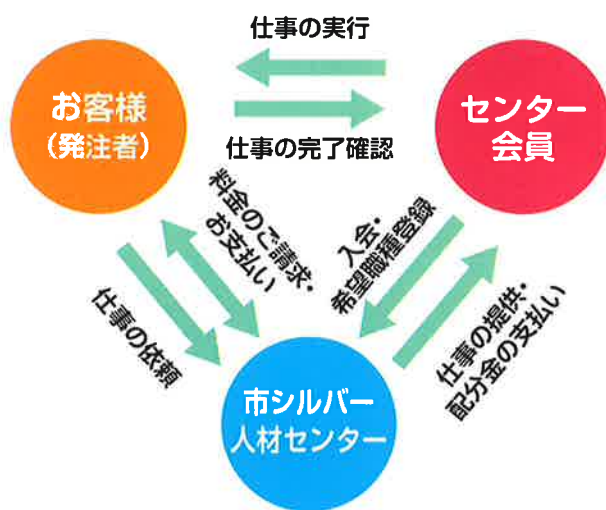 仕事の実行
お客様
(発注者)
センター
会員
仕事の完了確認
料金のご請求・
お支払い
入会・
希望職種登録
仕事の依頼
仕事の提供・
配分金の支払い
市シルバー
人材センター